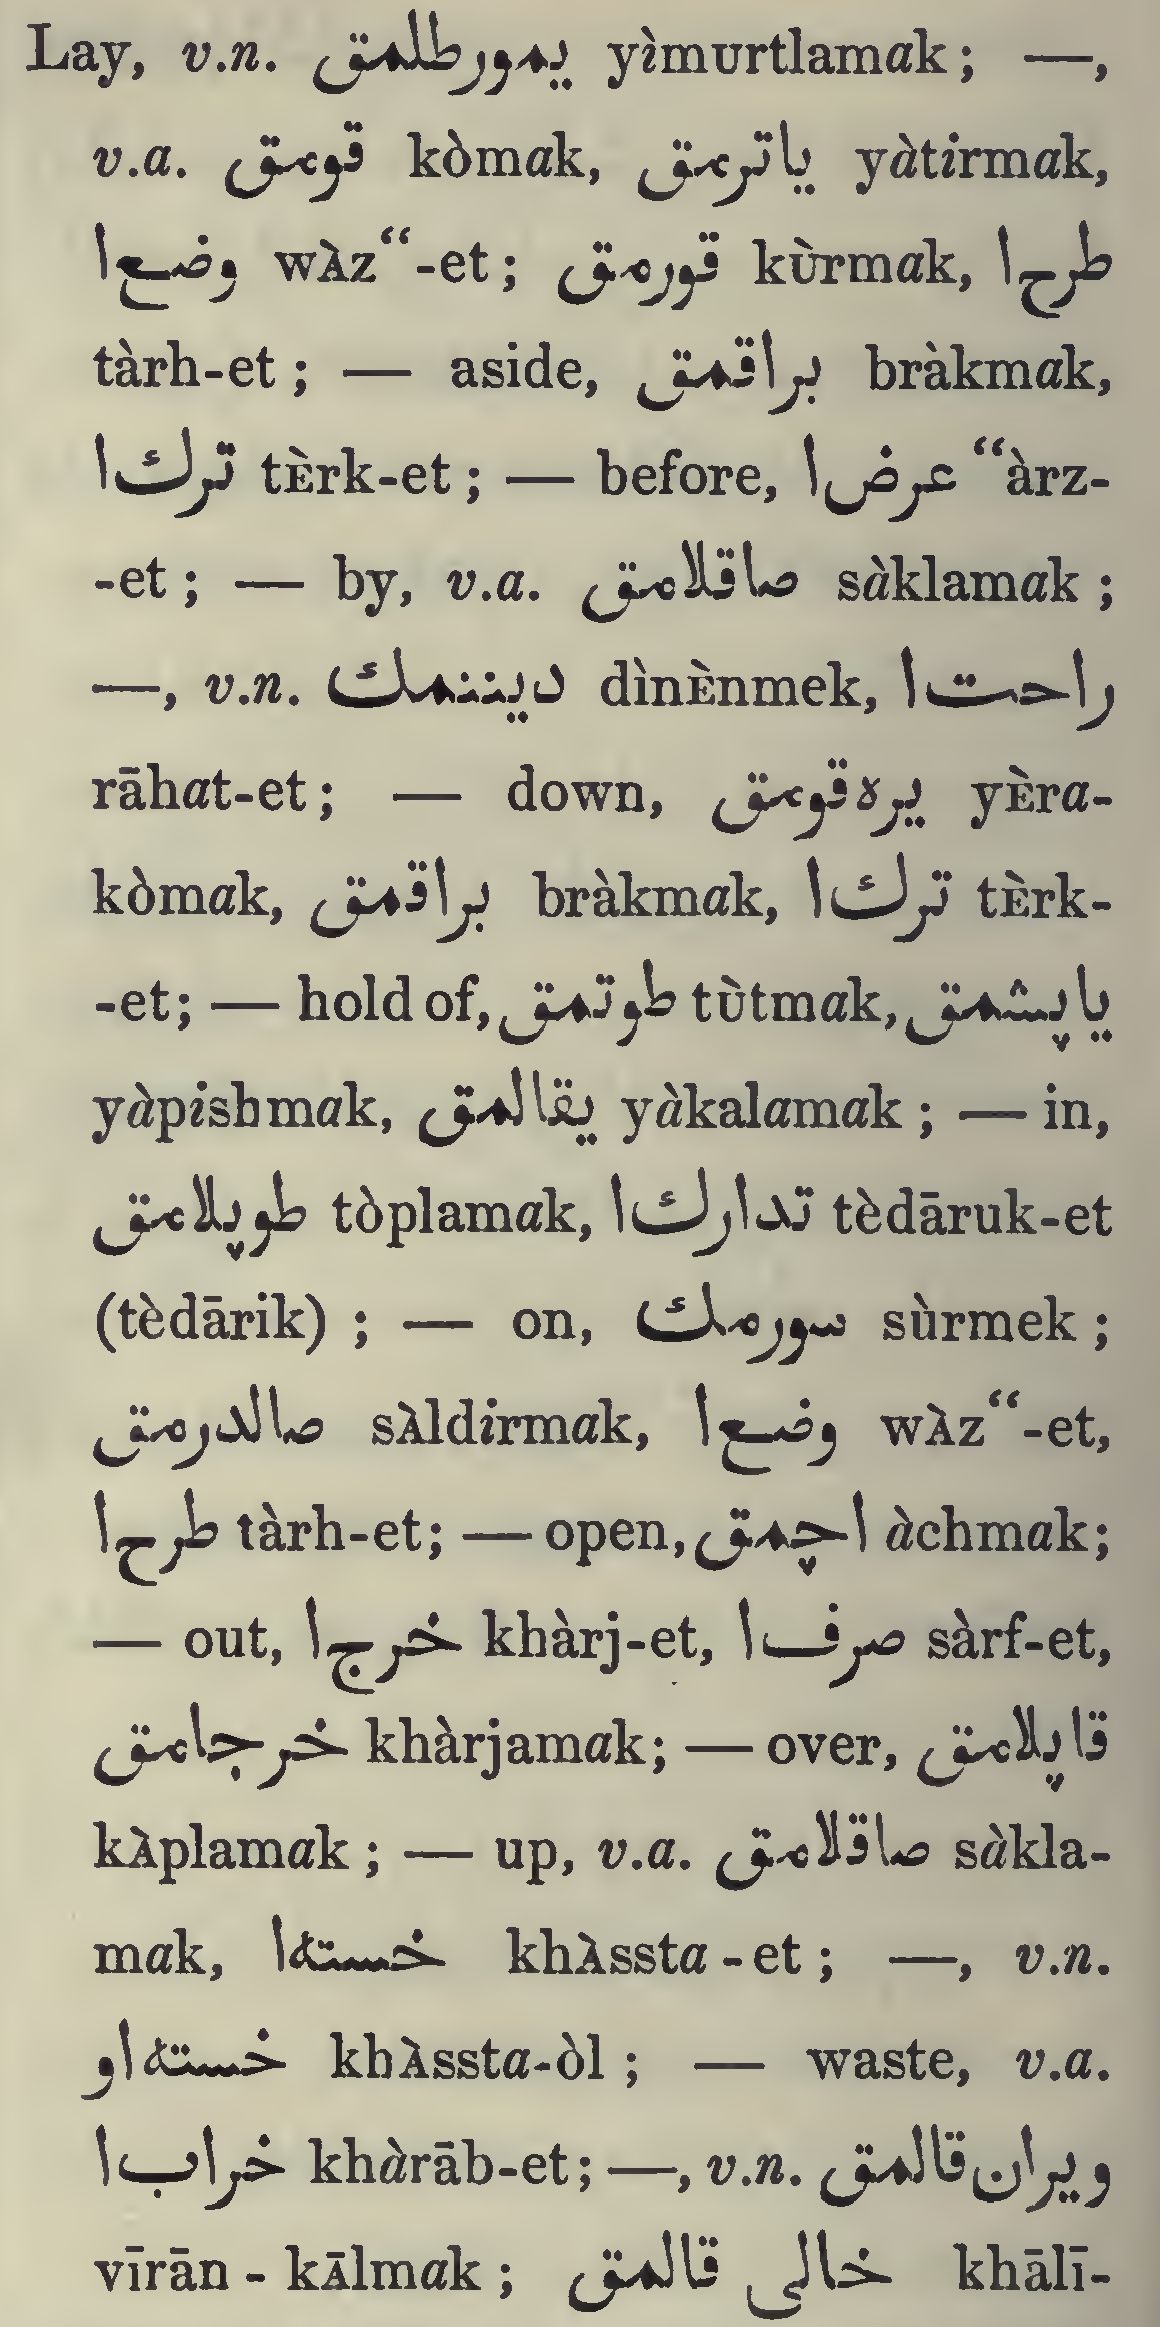 Lay, v.n. يمورطلمق yìmurtlamak; —,
v.a. قومق kòmak, ياترمق yàtirmak,
وضع ا wàz“-et; قورمق kùrmak, طرح ا
tàrh-et; — aside, براقمق bràkmak,
ترك ا tèrk-et; — before, عرض ا “àrz-
-et; — by, v.a. صاقلامق sàklamak;
—, v.n. ديننمك dìnènmek, راحت ا
rāhat-et; — down, يره قومق yèra-
kòmak, براقمق bràkmak, ترك ا tèrk-
-et; — hold of, طوتمق tùtmak, ياپشمق
yàpishmak, يقالمق yàkalamak; — in,
طوپلامق tòplamak, تدارك ا tèdāruk-et
(tèdārik); — on, سورمك sùrmek;
صالدرمق sàldirmak, وضع ا wàz“-et,
طرح ا tàrh-et; — open, اچمق àchmak;
— out, خرج ا khàrj-et, صرف ا sàrf-et,
خرجامق khàrjamak; — over, قاپلامق
kàplamak; — up, v.a. صاقلامق sàkla-
mak, خسته ا khàssta-et; —, v.n.
خسته او khàssta-òl; — waste, v.a.
خراب ا khàrāb-et; —, v.n. ويران قالمق
vīrān-kālmak; خالى قالمق khālī-